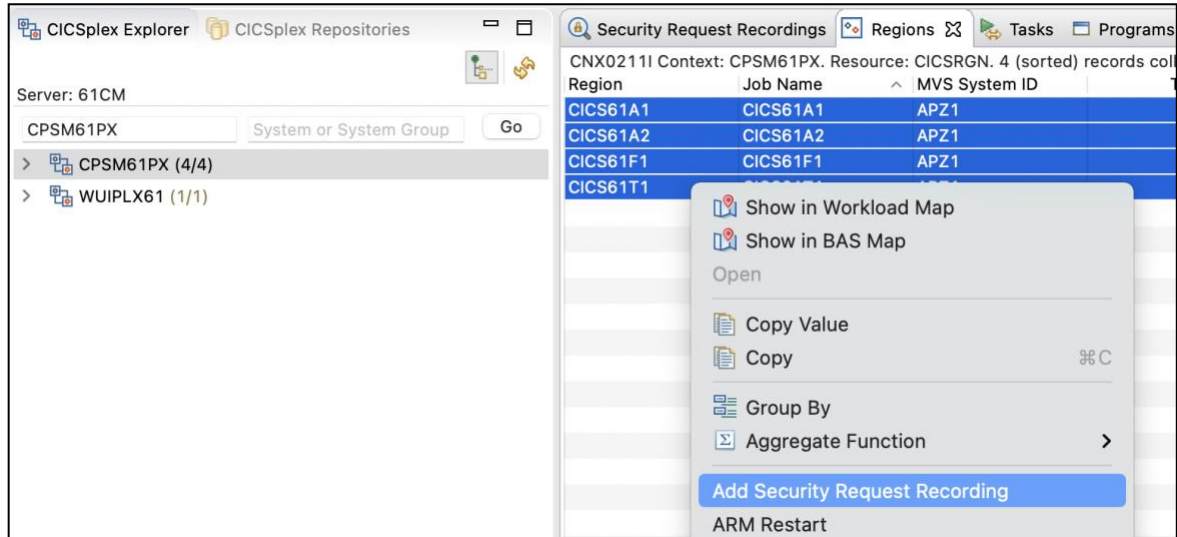 CICSplex Explorer
CICSplex Repositories
Server: 61CM
CPSM61PX
System or System Group
Go
CPSM61PX (4/4)
WUIPLX61 (1/1)
Security Request Recordings
Regions
Tasks
Programs
CNX0211I Context: CPSM61PX. Resource: CICSRGN. 4 (sorted) records coll
Region Job Name MVS System ID
CICS61A1 CICS61A1 APZ1
CICS61A2 CICS61A2 APZ1
CICS61F1 CICS61F1 APZ1
CICS61T1
Show in Workload Map
Show in BAS Map
Open
Copy Value
Copy ⌘C
Group By
Aggregate Function
Add Security Request Recording
ARM Restart